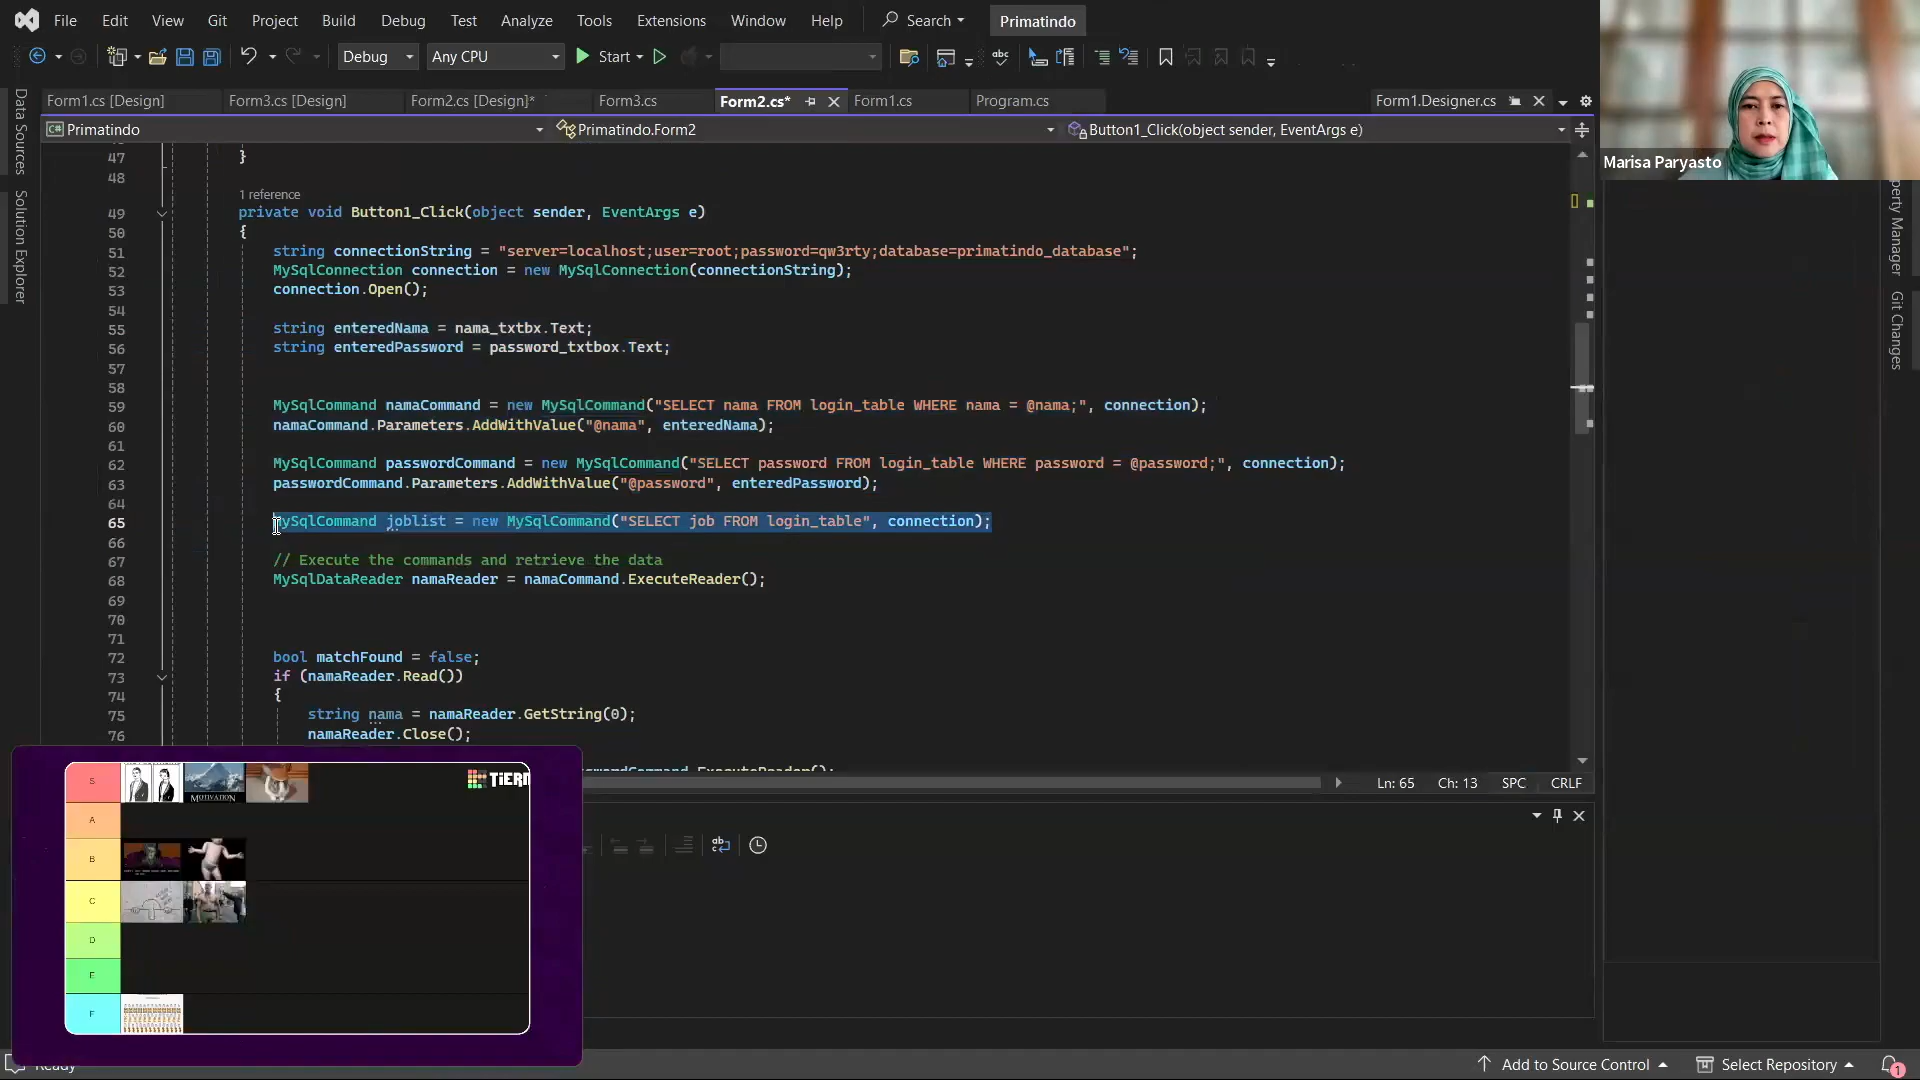 File Edit View Git Project Build Debug Test Analyze Tools Extensions Window Help Search Primatindo
Debug Any CPU Start
Form1.cs [Design] Form3.cs [Design] Form2.cs [Design]* Form3.cs Form2.cs* Form1.cs Program.cs Form1.Designer.cs
C# Primatindo Primatindo.Form2 Button1_Click(object sender, EventArgs e)
Marisa Paryasto
Data Sources
Solution Explorer
Git Changes
47 }
48
1 reference
49 private void Button1_Click(object sender, EventArgs e)
50 {
51 string connectionString = "server=localhost;user=root;password=qw3rty;database=primatindo_database";
52 MySqlConnection connection = new MySqlConnection(connectionString);
53 connection.Open();
54
55 string enteredNama = nama_txtbx.Text;
56 string enteredPassword = password_txtbox.Text;
57
58
59 MySqlCommand namaCommand = new MySqlCommand("SELECT nama FROM login_table WHERE nama = @nama;", connection);
60 namaCommand.Parameters.AddWithValue("@nama", enteredNama);
61
62 MySqlCommand passwordCommand = new MySqlCommand("SELECT password FROM login_table WHERE password = @password;", connection);
63 passwordCommand.Parameters.AddWithValue("@password", enteredPassword);
64
65 MySqlCommand joblist = new MySqlCommand("SELECT job FROM login_table", connection);
66
67 // Execute the commands and retrieve the data
68 MySqlDataReader namaReader = namaCommand.ExecuteReader();
69
70
71
72 bool matchFound = false;
73 if (namaReader.Read())
74 {
75 string nama = namaReader.GetString(0);
76 namaReader.Close();
Ln: 65 Ch: 13 SPC CRLF
S MOTIVATION TiERM
A
B
C
D
E
F
Ready Add to Source Control Select Repository 1